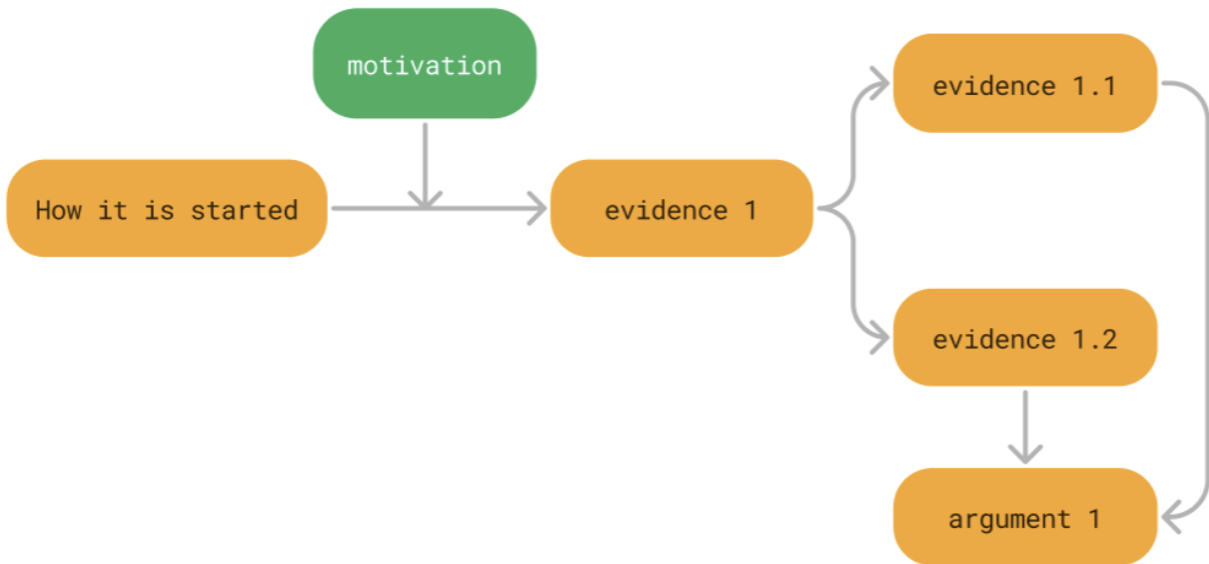 motivation
evidence 1.1
How it is started
evidence 1
evidence 1.2
argument 1